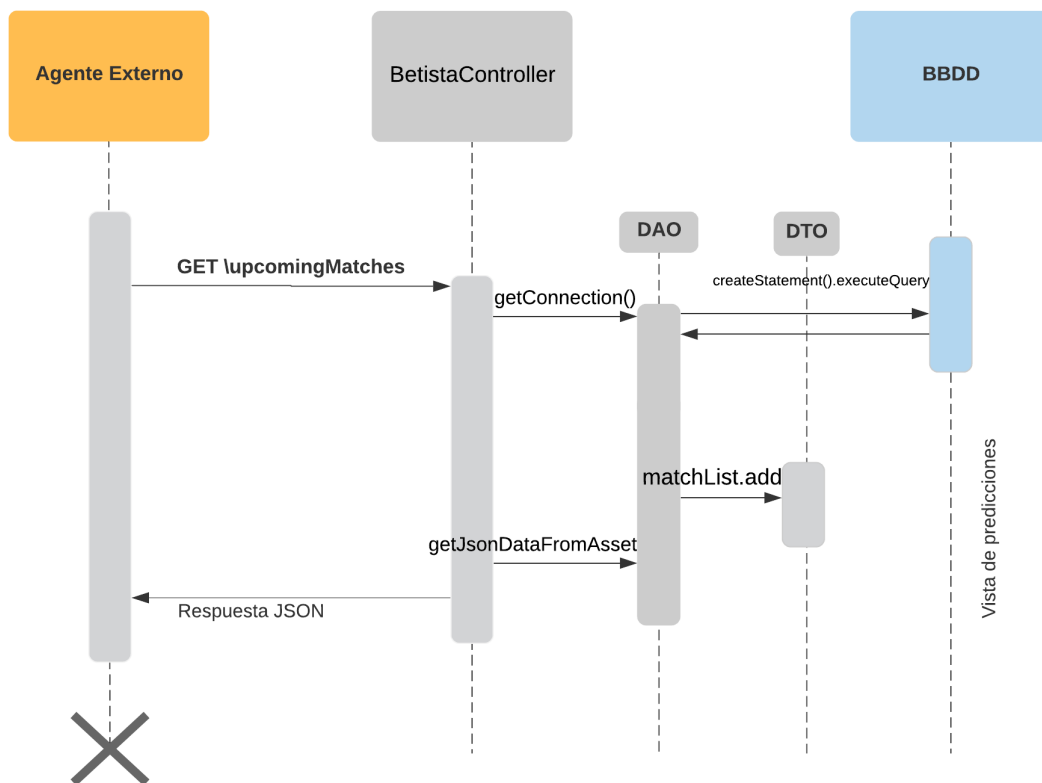 Agente Externo
BetistaController
BBDD
DAO
DTO
GET \upcomingMatches
createStatement().executeQuery
getConnection()
matchList.add
getJsonDataFromAsset
Respuesta JSON
Vista de predicciones